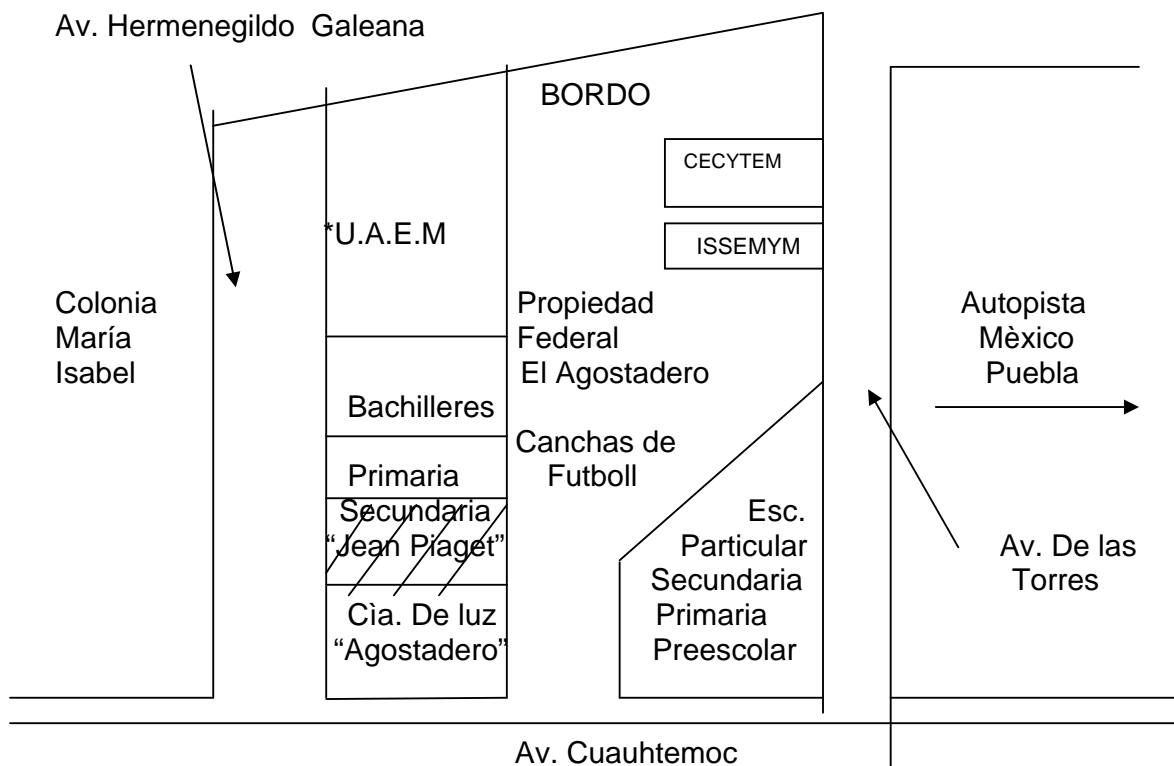 Av. Hermenegildo Galeana
BORDO
CECYTEM
*U.A.E.M
ISSEMYM
Colonia
María
Isabel
Propiedad
Federal
El Agostadero
Autopista
Mèxico
Puebla
Bachilleres
Canchas de
Futboll
Primaria
Secundaria
“Jean Piaget”
Esc.
Particular
Secundaria
Primaria
Preescolar
Av. De las
Torres
Cìa. De luz
“Agostadero”
Av. Cuauhtemoc